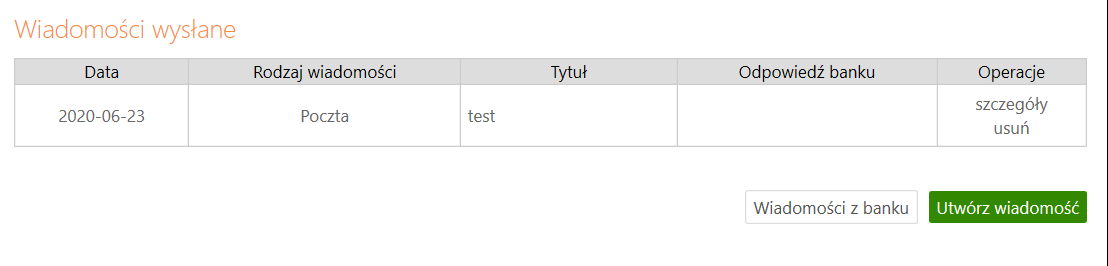 Wiadomości wysłane
Data Rodzaj wiadomości Tytuł Odpowiedź banku Operacje
2020-06-23 Poczta test szczegóły
usuń
Wiadomości z banku Utwórz wiadomość